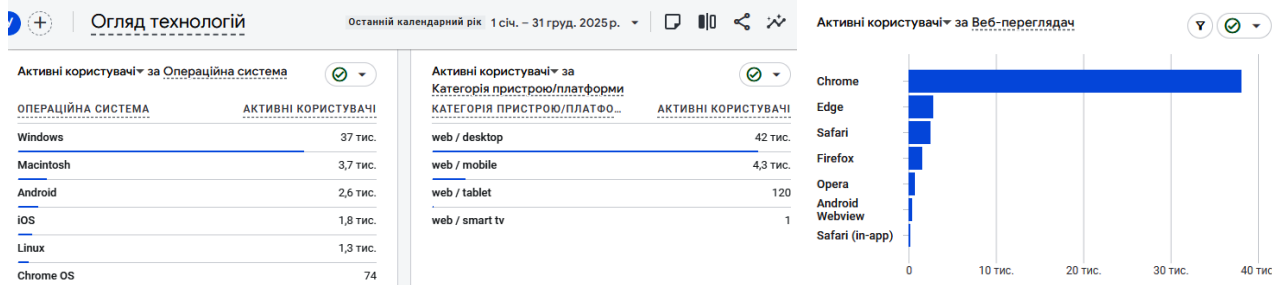 Огляд технологій
Останній календарний рік 1 січ. – 31 груд. 2025 р.
Активні користувачі за Операційна система
ОПЕРАЦІЙНА СИСТЕМА АКТИВНІ КОРИСТУВАЧІ
Windows 37 тис.
Macintosh 3,7 тис.
Android 2,6 тис.
iOS 1,8 тис.
Linux 1,3 тис.
Chrome OS 74
Активні користувачі за
Категорія пристрою/платформи
КАТЕГОРІЯ ПРИСТРОЮ/ПЛАТФО... АКТИВНІ КОРИСТУВАЧІ
web / desktop 42 тис.
web / mobile 4,3 тис.
web / tablet 120
web / smart tv 1
Активні користувачі за Веб-переглядач
Chrome
Edge
Safari
Firefox
Opera
Android
Webview
Safari (in-app)
0 10 тис. 20 тис. 30 тис. 40 тис